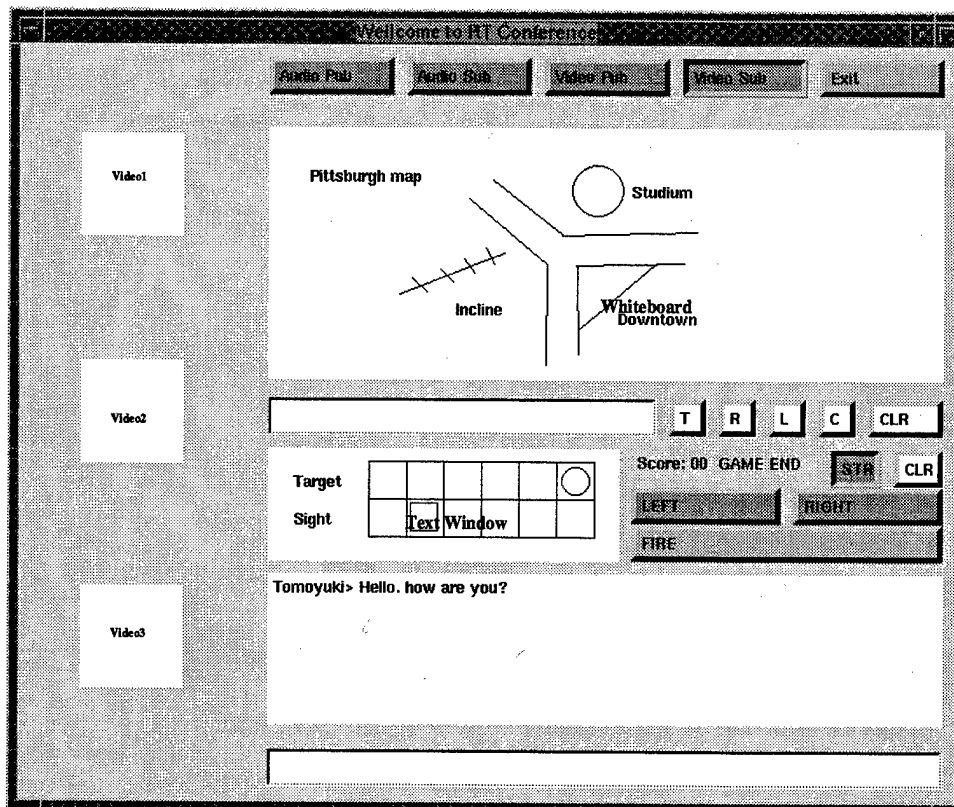 Wellcome to RT Conference
Audio Pub Audio Sub Video Pub Video Sub Exit
Video1
Pittsburgh map
Studium
Incline
Whiteboard
Downtown
Video2
T R L C CLR
Target
Sight
Text Window
Score: 00 GAME END STR CLR
LEFT RIGHT
FIRE
Video3
Tomoyuki> Hello. how are you?